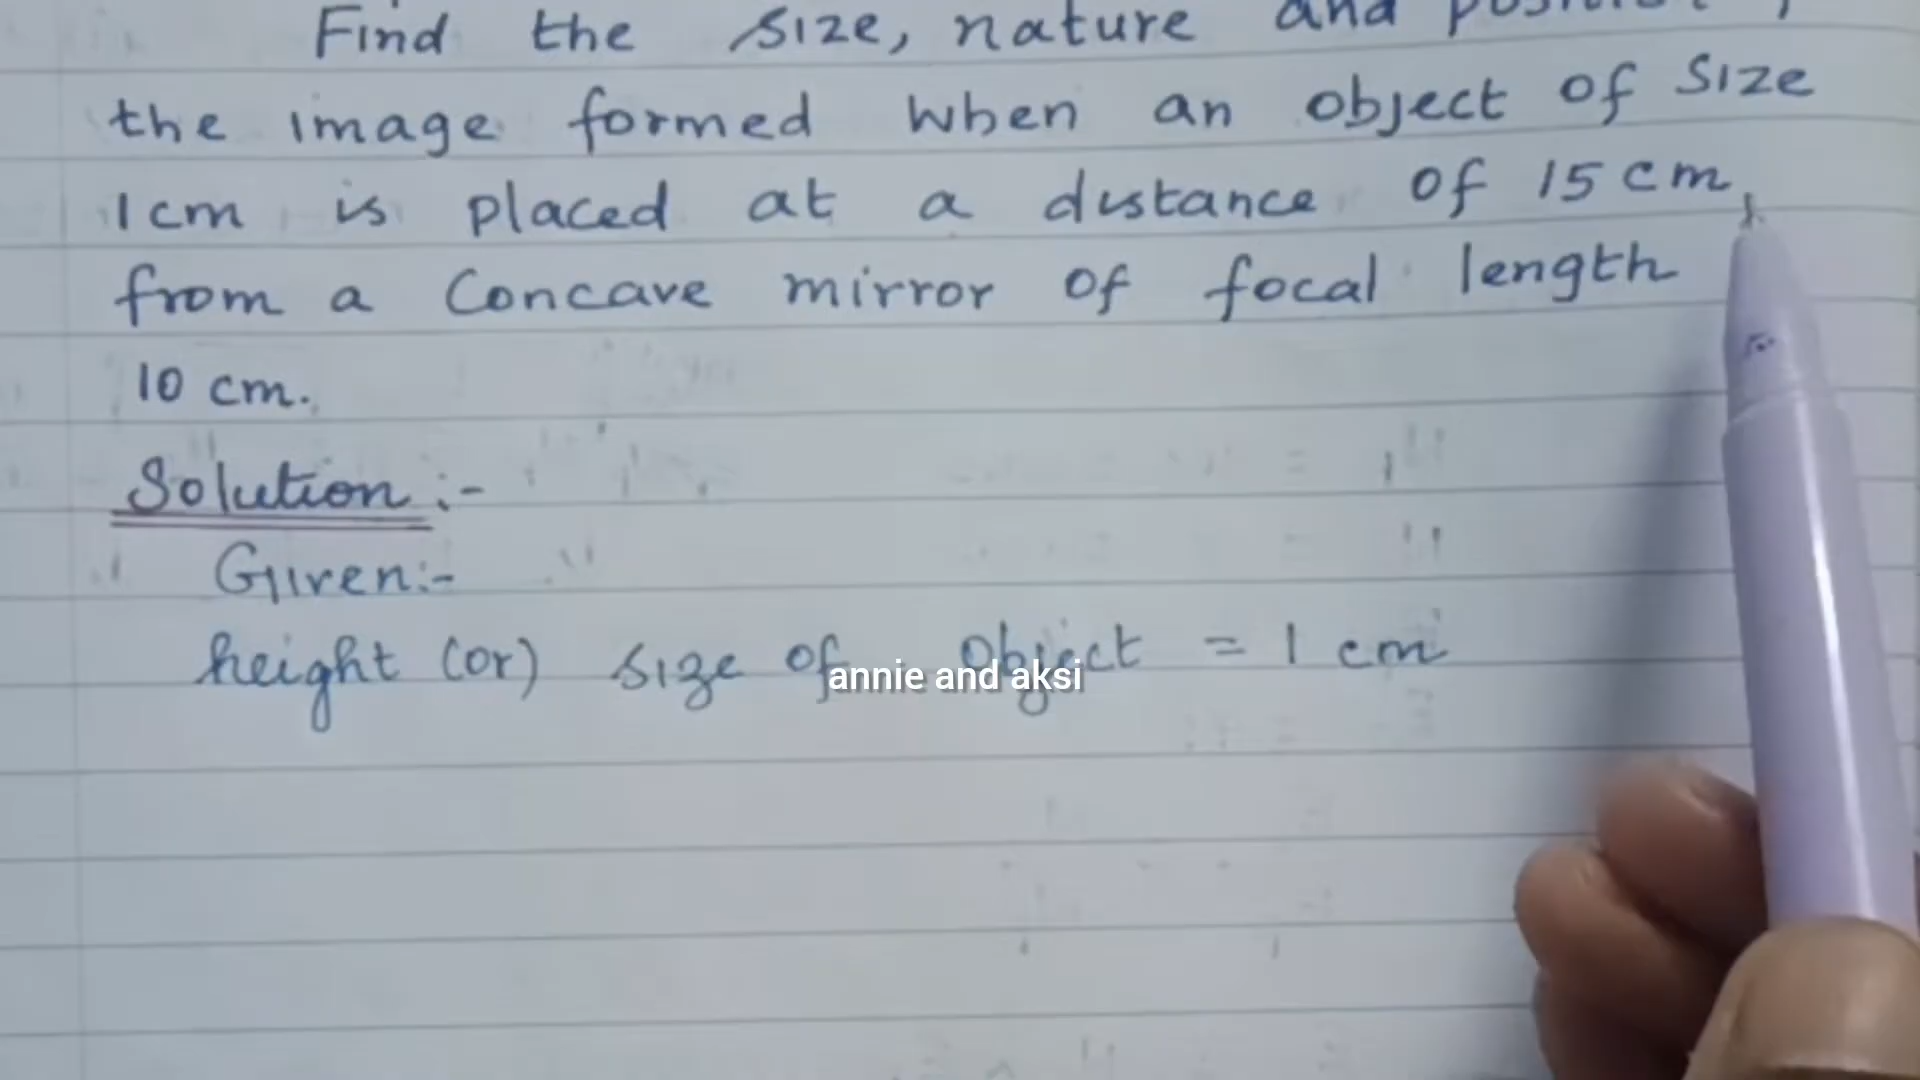 Find the size, nature and position
the image formed when an object of size
1cm is placed at a distance of 15 cm,
from a Concave mirror of focal length
10 cm.
Solution :-
Given:-
height (or) size of object = 1 cm
annie and aksi